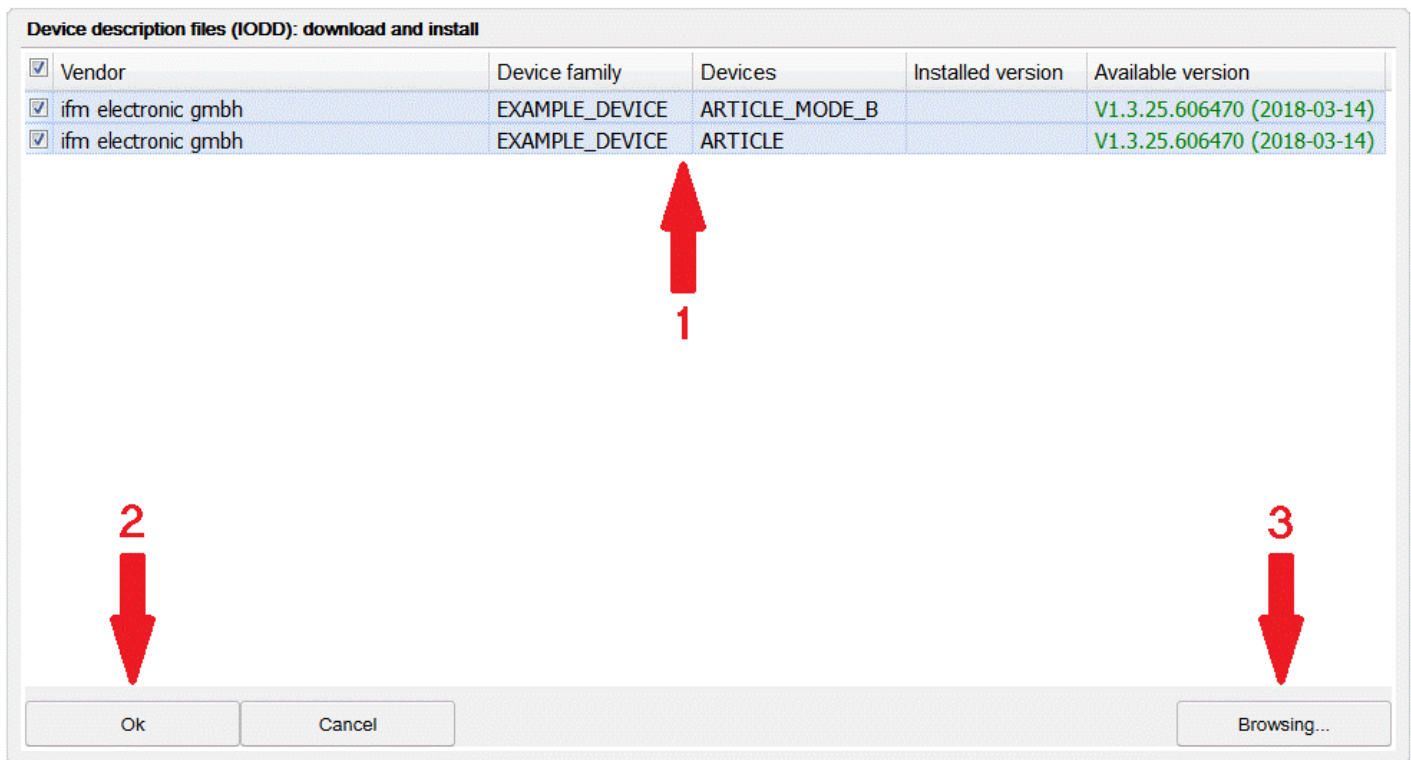 Device description files (IODD): download and install
Vendor Device family Devices Installed version Available version
ifm electronic gmbh EXAMPLE_DEVICE ARTICLE_MODE_B V1.3.25.606470 (2018-03-14)
ifm electronic gmbh EXAMPLE_DEVICE ARTICLE V1.3.25.606470 (2018-03-14)
1
2 3
Ok Cancel Browsing...